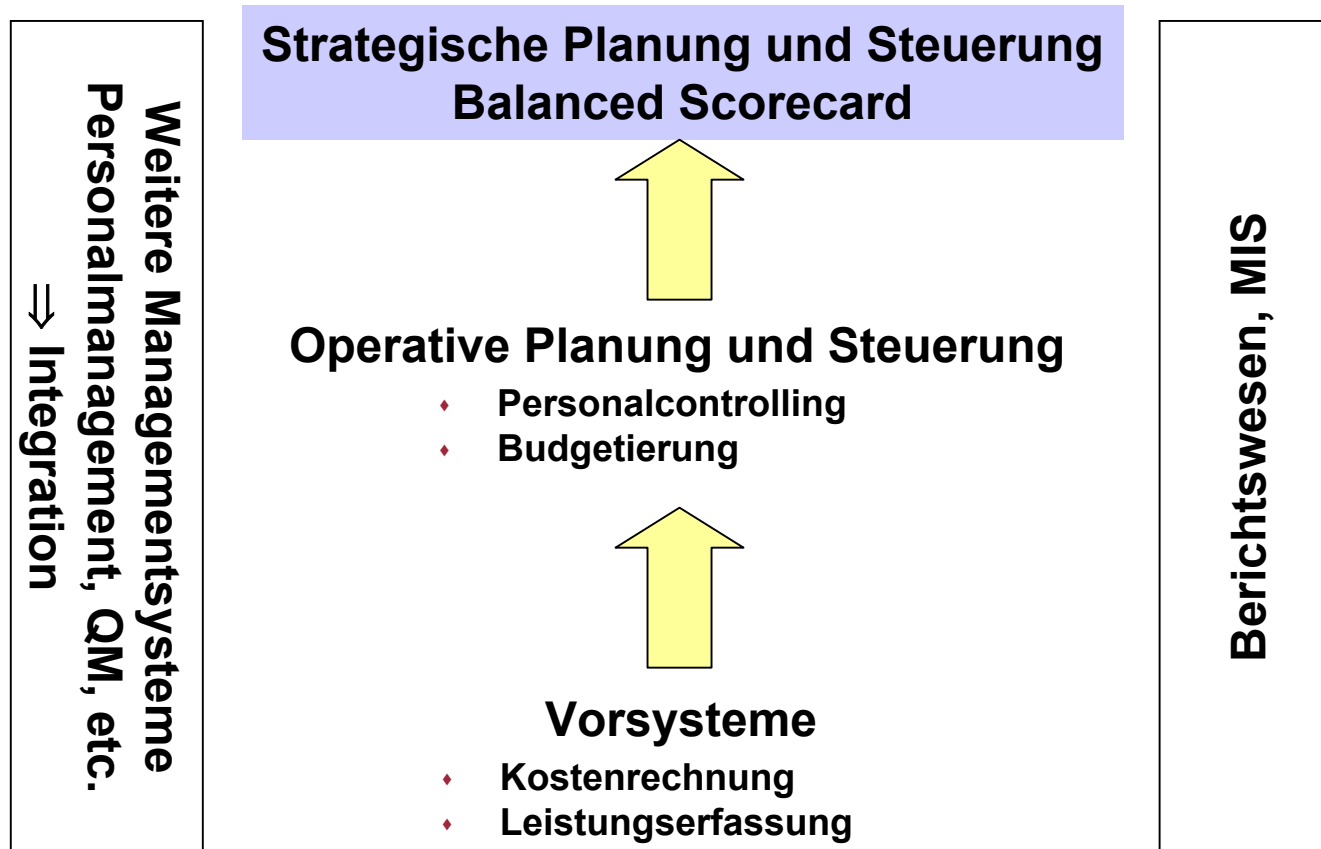 Strategische Planung und Steuerung
Balanced Scorecard
Weitere Managementsysteme
Personalmanagement, QM, etc.
⇒ Integration
Operative Planung und Steuerung
Personalcontrolling
Budgetierung
Vorsysteme
Kostenrechnung
Leistungserfassung
Berichtswesen, MIS